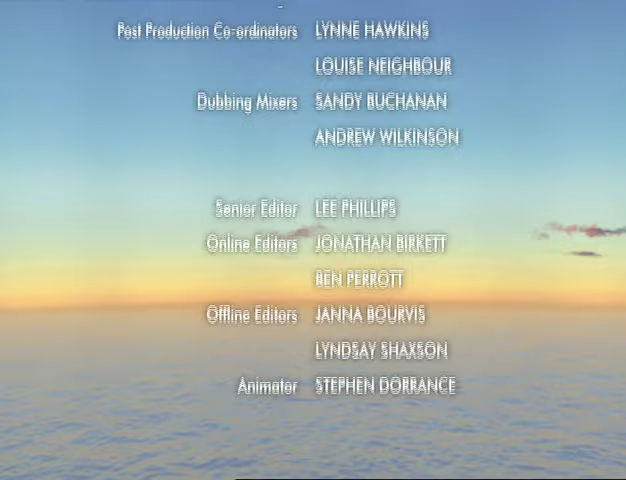 Post Production Co-ordinators LYNNE HAWKINS
LOUISE NEIGHBOUR
Dubbing Mixers SANDY BUCHANAN
ANDREW WILKINSON
Senior Editor LEE PHILLIPS
Online Editors JONATHAN BIRKETT
BEN PERROTT
Offline Editors JANNA BOURVIS
LYNDSAY SHAXSON
Animator STEPHEN DORRANCE